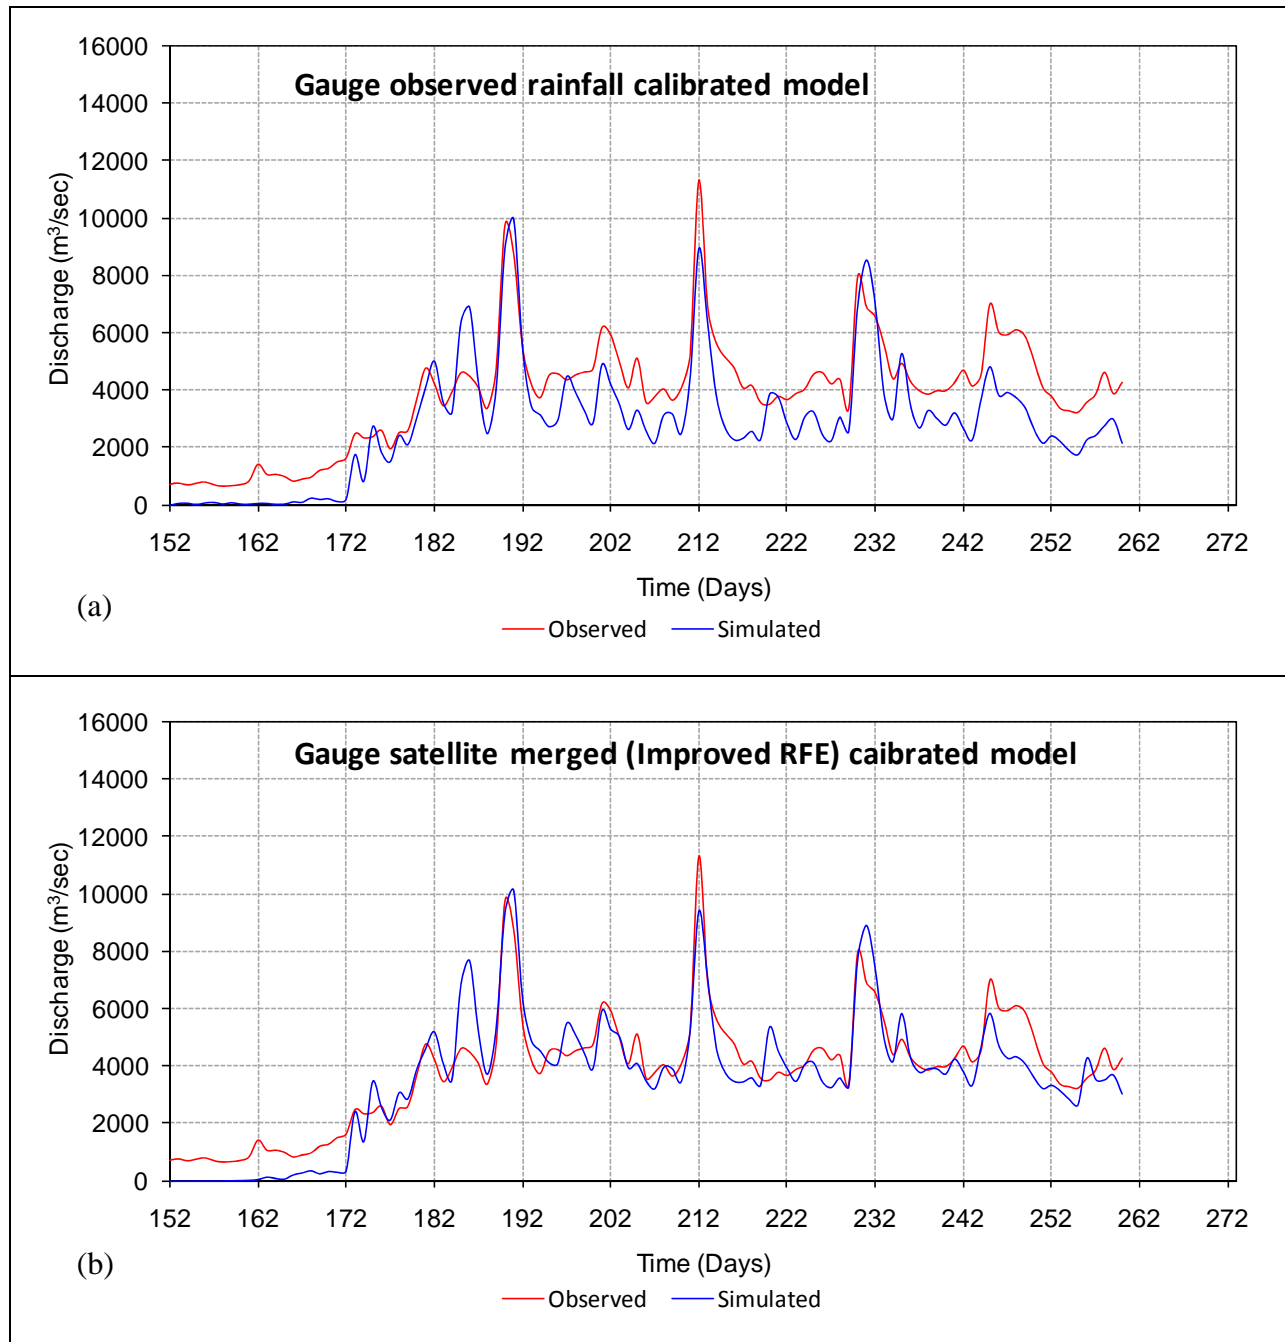 Gauge observed rainfall calibrated model
16000
14000
12000
10000
8000
6000
4000
2000
0
Discharge (m³/sec)
152 162 172 182 192 202 212 222 232 242 252 262 272
Time (Days)
(a)
Observed Simulated
Gauge satellite merged (Improved RFE) caibrated model
16000
14000
12000
10000
8000
6000
4000
2000
0
Discharge (m³/sec)
152 162 172 182 192 202 212 222 232 242 252 262 272
Time (Days)
(b)
Observed Simulated